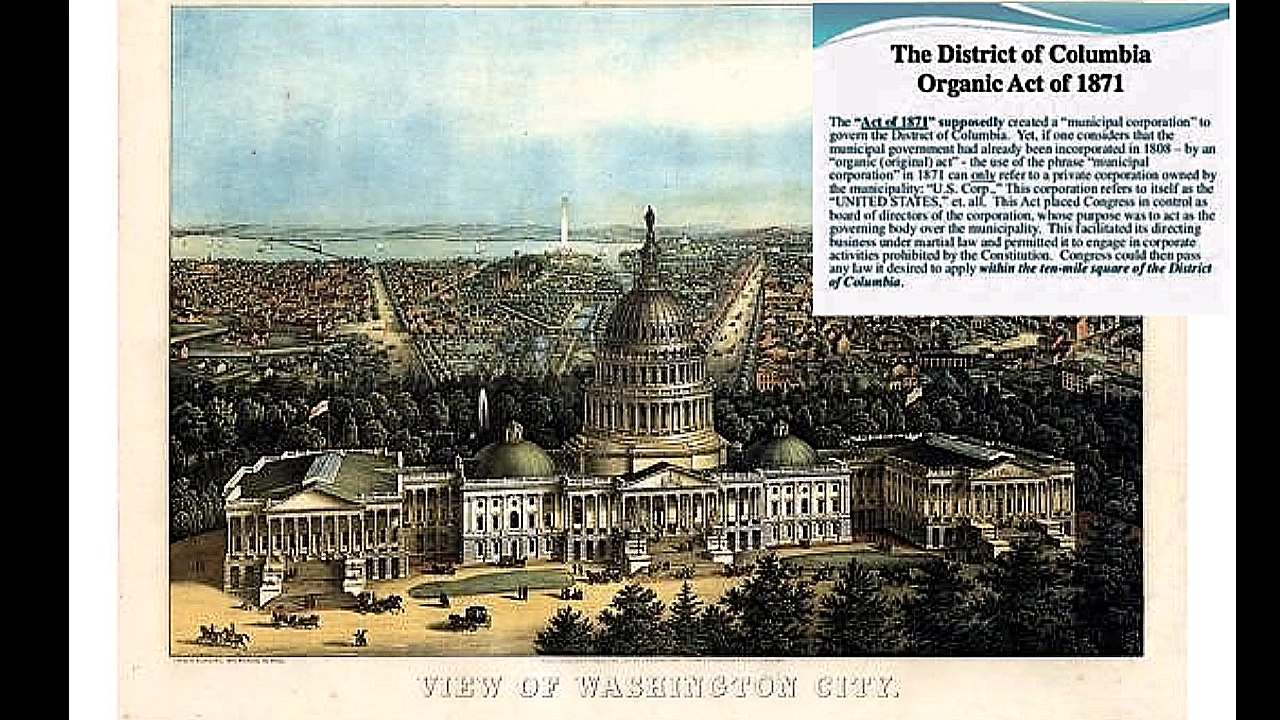 The District of Columbia
Organic Act of 1871
The "Act of 1871" supposedly created a "municipal corporation" to
govern the District of Columbia. Yet, if one considers that the
municipal government had already been incorporated in 1808 – by an
"organic (original) act" - the use of the phrase "municipal
corporation" in 1871 can only refer to a private corporation owned by
the municipality: "U.S. Corp.," This corporation refers to itself as the
"UNITED STATES," et. all. This Act placed Congress in control as
board of directors of the corporation, whose purpose was to act as the
governing body over the municipality. This facilitated its directing
business under martial law and permitted it to engage in corporate
activities prohibited by the Constitution. Congress could then pass
any law it desired to apply within the ten-mile square of the District
of Columbia.
VIEW OF WASHINGTON CITY.